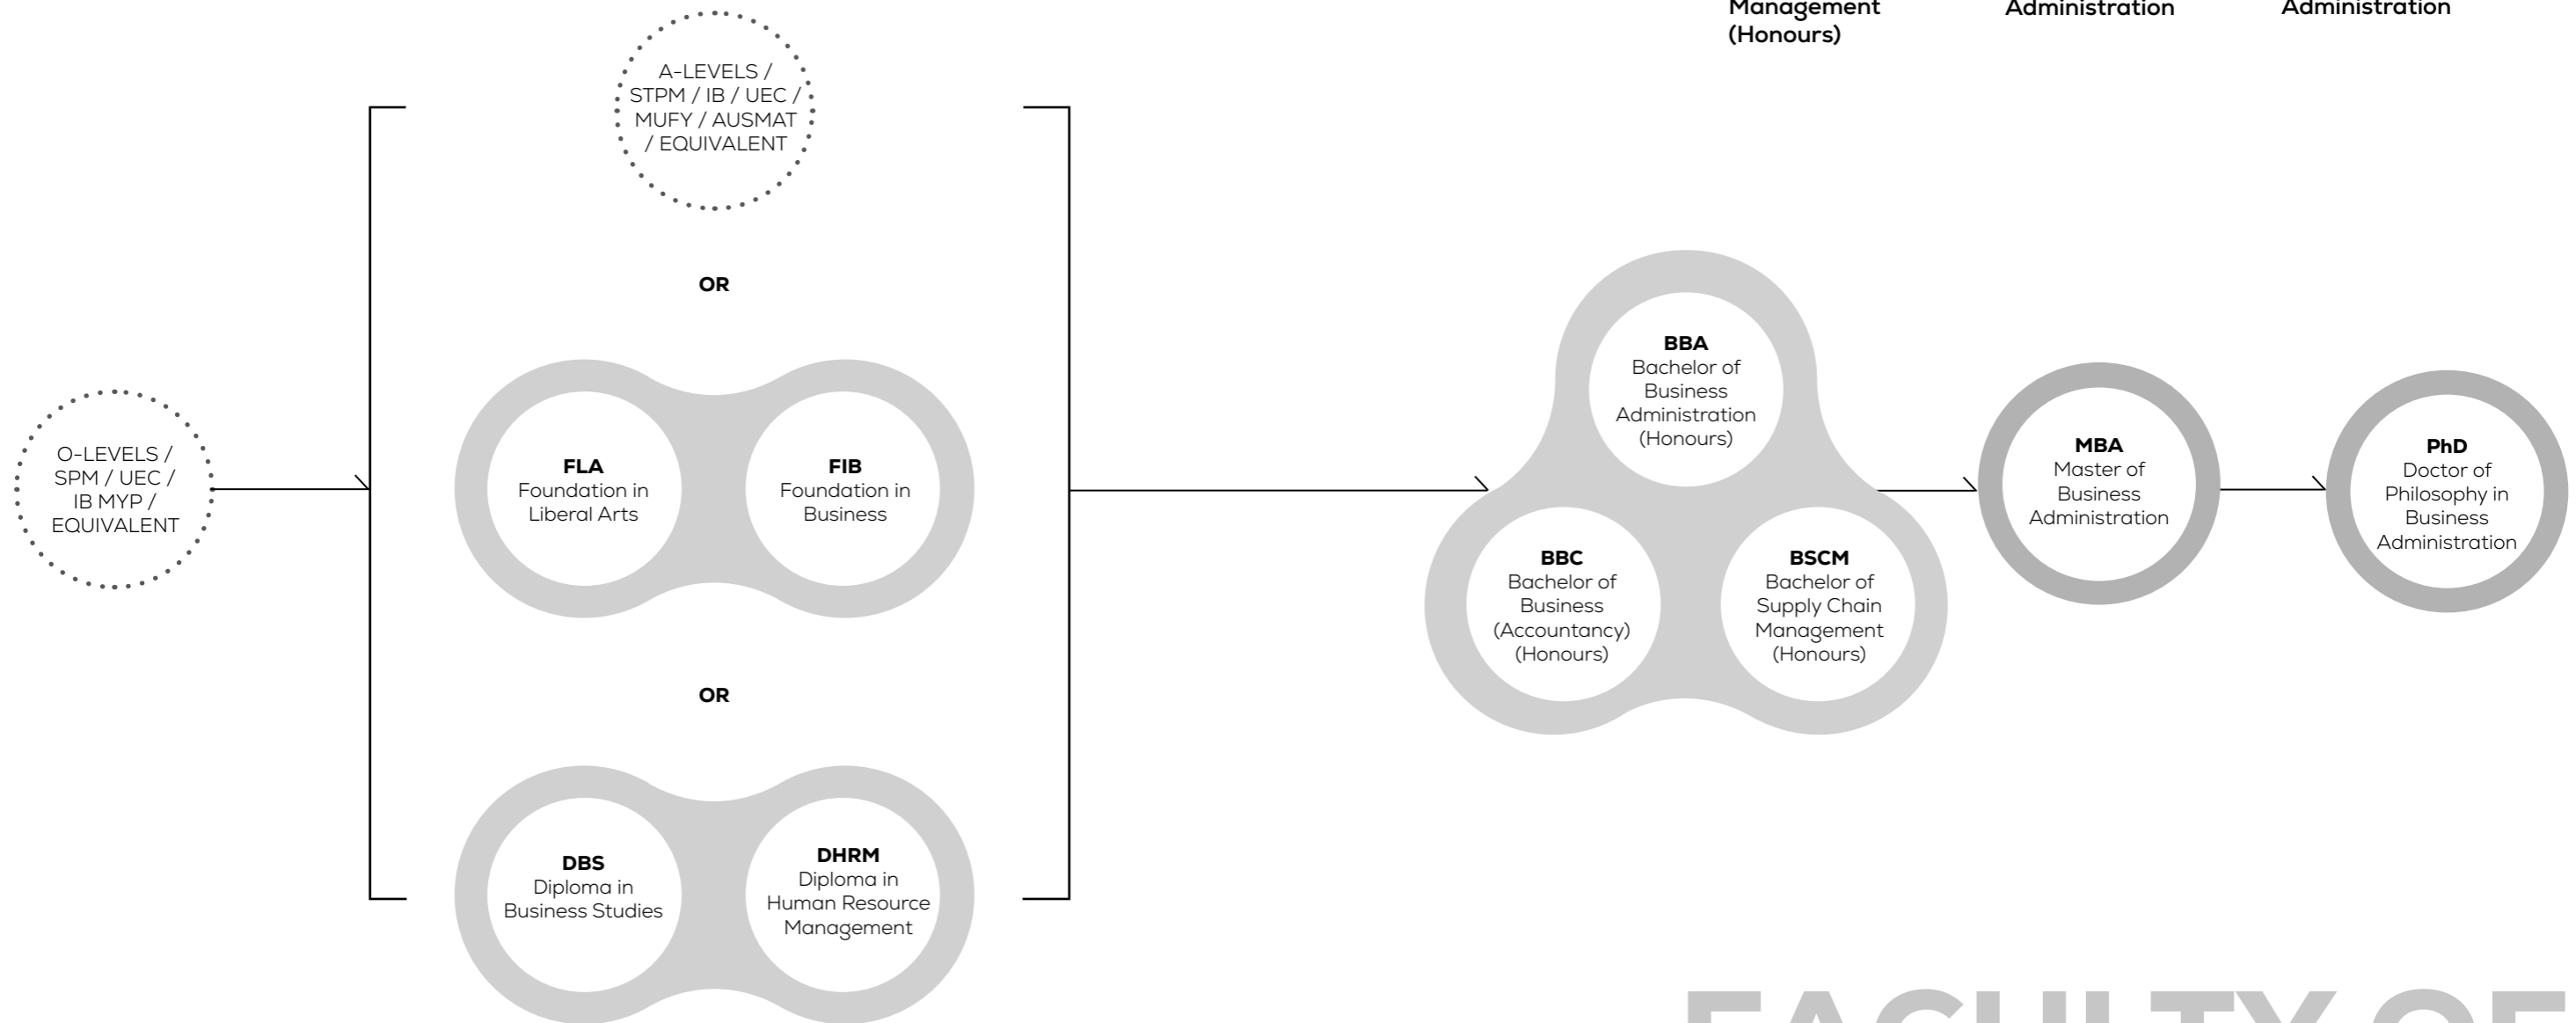 Management
(Honours)
Administration
Administration
A-LEVELS /
STPM / IB / UEC /
MUFY / AUSMAT
/ EQUIVALENT
OR
O-LEVELS /
SPM / UEC /
IB MYP /
EQUIVALENT
FLA
Foundation in
Liberal Arts
FIB
Foundation in
Business
OR
DBS
Diploma in
Business Studies
DHRM
Diploma in
Human Resource
Management
BBA
Bachelor of
Business
Administration
(Honours)
BBC
Bachelor of
Business
(Accountancy)
(Honours)
BSCM
Bachelor of
Supply Chain
Management
(Honours)
MBA
Master of
Business
Administration
PhD
Doctor of
Philosophy in
Business
Administration
FACULTY OF